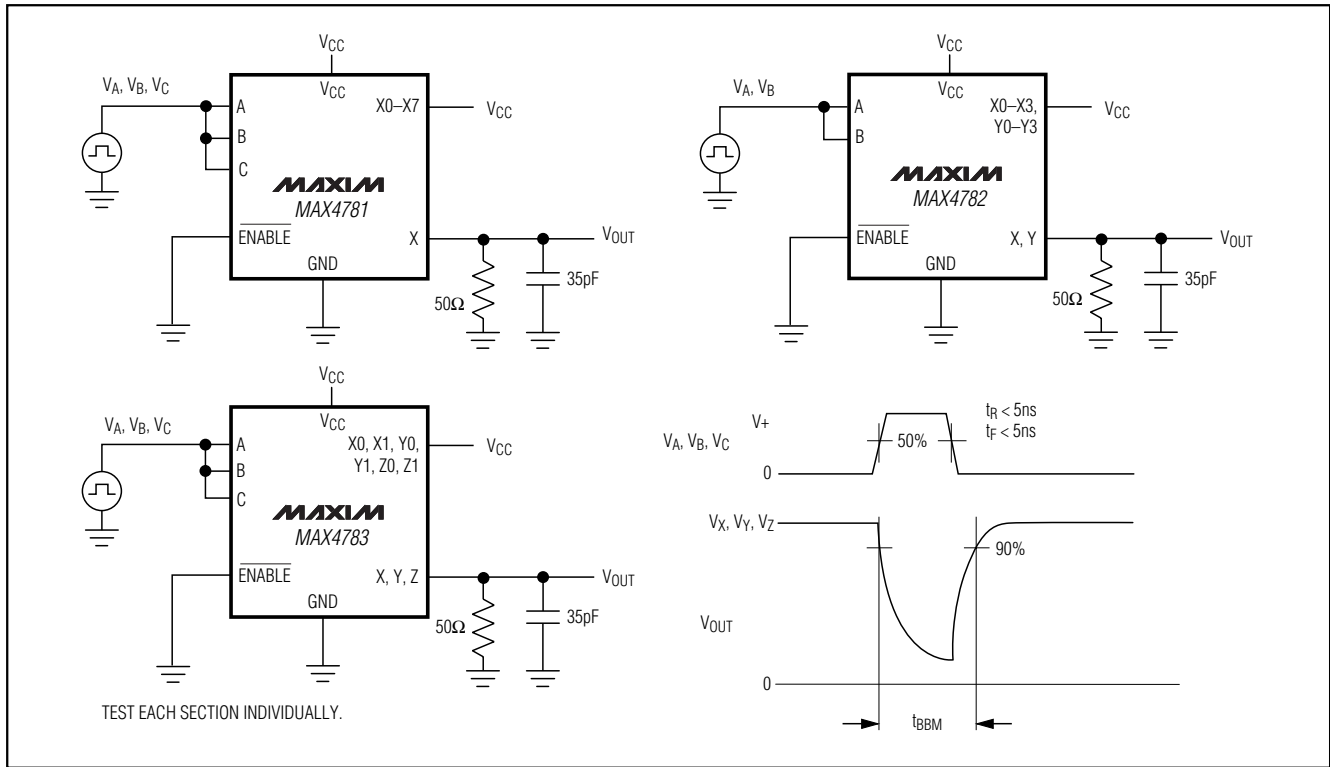 VCC
VA, VB, VC
VCC
A
X0–X7
VCC
B
C
MAXIM
MAX4781
ENABLE
X
VOUT
GND
50Ω
35pF
VCC
VA, VB
VCC
A
X0–X3,
Y0–Y3
VCC
B
MAXIM
MAX4782
ENABLE
X, Y
VOUT
GND
50Ω
35pF
VCC
VA, VB, VC
VCC
A
X0, X1, Y0,
Y1, Z0, Z1
VCC
B
C
MAXIM
MAX4783
ENABLE
X, Y, Z
VOUT
GND
50Ω
35pF
TEST EACH SECTION INDIVIDUALLY.
V+
tR < 5ns
tF < 5ns
VA, VB, VC
50%
0
VX, VY, VZ
90%
VOUT
0
tBBM